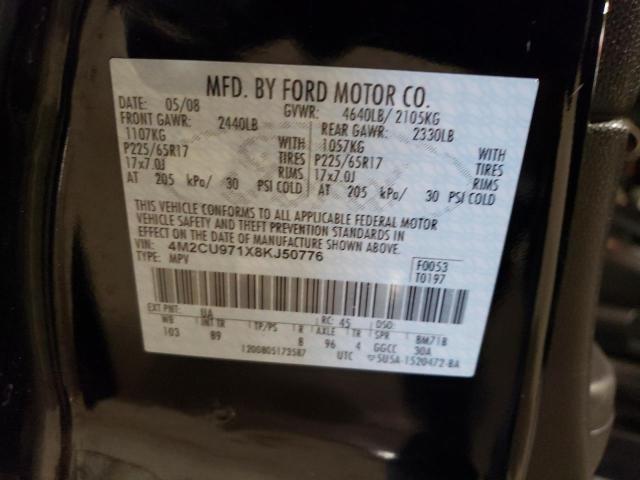 MFD. BY FORD MOTOR CO.
DATE: 05/08 GVWR: 4640LB/ 2105KG
FRONT GAWR: 2440LB REAR GAWR: 2330LB
1107KG WITH 1057KG WITH
P225/65R17 TIRES P225/65R17 TIRES
17x7.0J RIMS 17x7.0J RIMS
AT 205 kPa/ 30 PSI COLD AT 205 kPa/ 30 PSI COLD
THIS VEHICLE CONFORMS TO ALL APPLICABLE FEDERAL MOTOR
VEHICLE SAFETY AND THEFT PREVENTION STANDARDS IN
EFFECT ON THE DATE OF MANUFACTURE SHOWN ABOVE.
VIN: 4M2CU971X8KJ50776 F0053
TYPE: MPV T0197
EXT PNT: UA RC: 45 DSO:
WB INT TR TP/PS R AXLE TR SPR BM71B
103 89 8 96 4 GGCC 30A
1200805173587 UTC 5U5A-1520472-BA